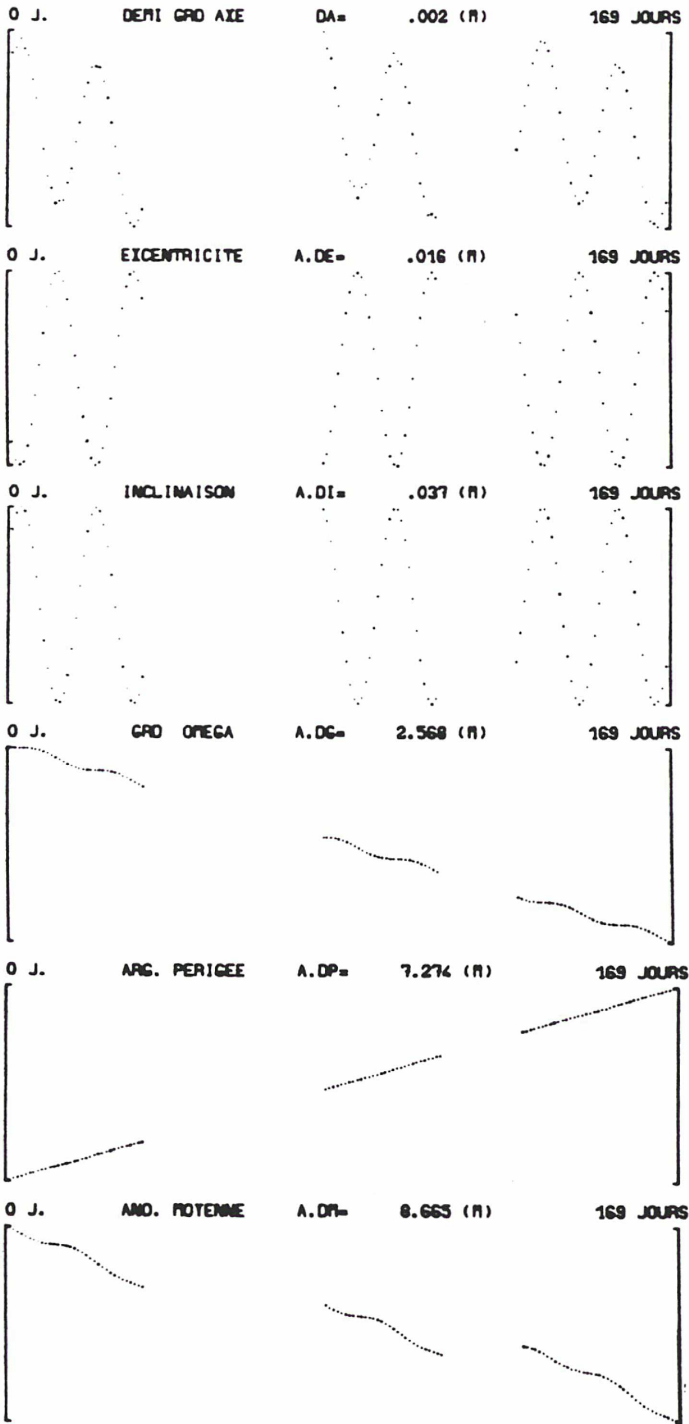 0 J. DEMI GRD AXE DA= .002 (M) 169 JOURS
0 J. EXCENTRICITE A.DE= .016 (M) 169 JOURS
0 J. INCLINAISON A.DI= .037 (M) 169 JOURS
0 J. GRD OMEGA A.DG= 2.568 (M) 169 JOURS
0 J. ARG. PERIGEE A.DP= 7.274 (M) 169 JOURS
0 J. ANO. MOYENNE A.DM= 8.665 (M) 169 JOURS